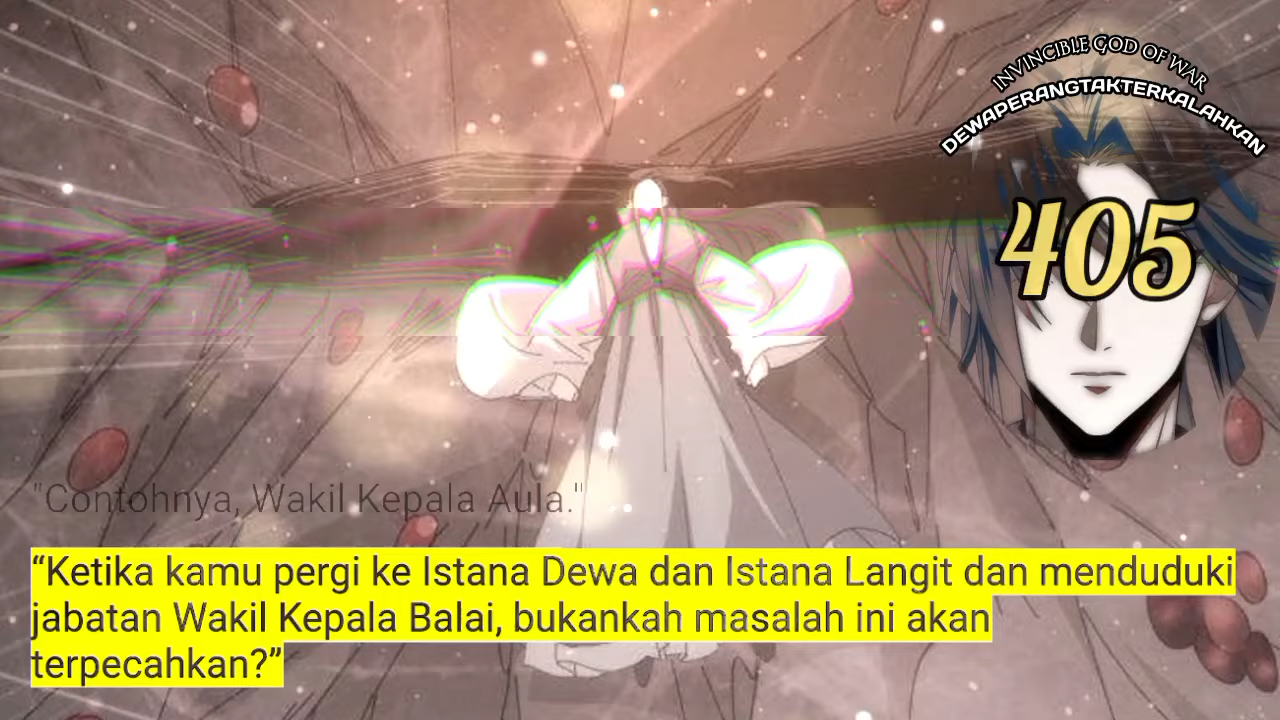 INVINCIBLE GOD OF WAR
DEWAPERANGTAKTERKALAHKAN
405
"Contohnya, Wakil Kepala Aula."
“Ketika kamu pergi ke Istana Dewa dan Istana Langit dan menduduki
jabatan Wakil Kepala Balai, bukankah masalah ini akan
terpecahkan?”